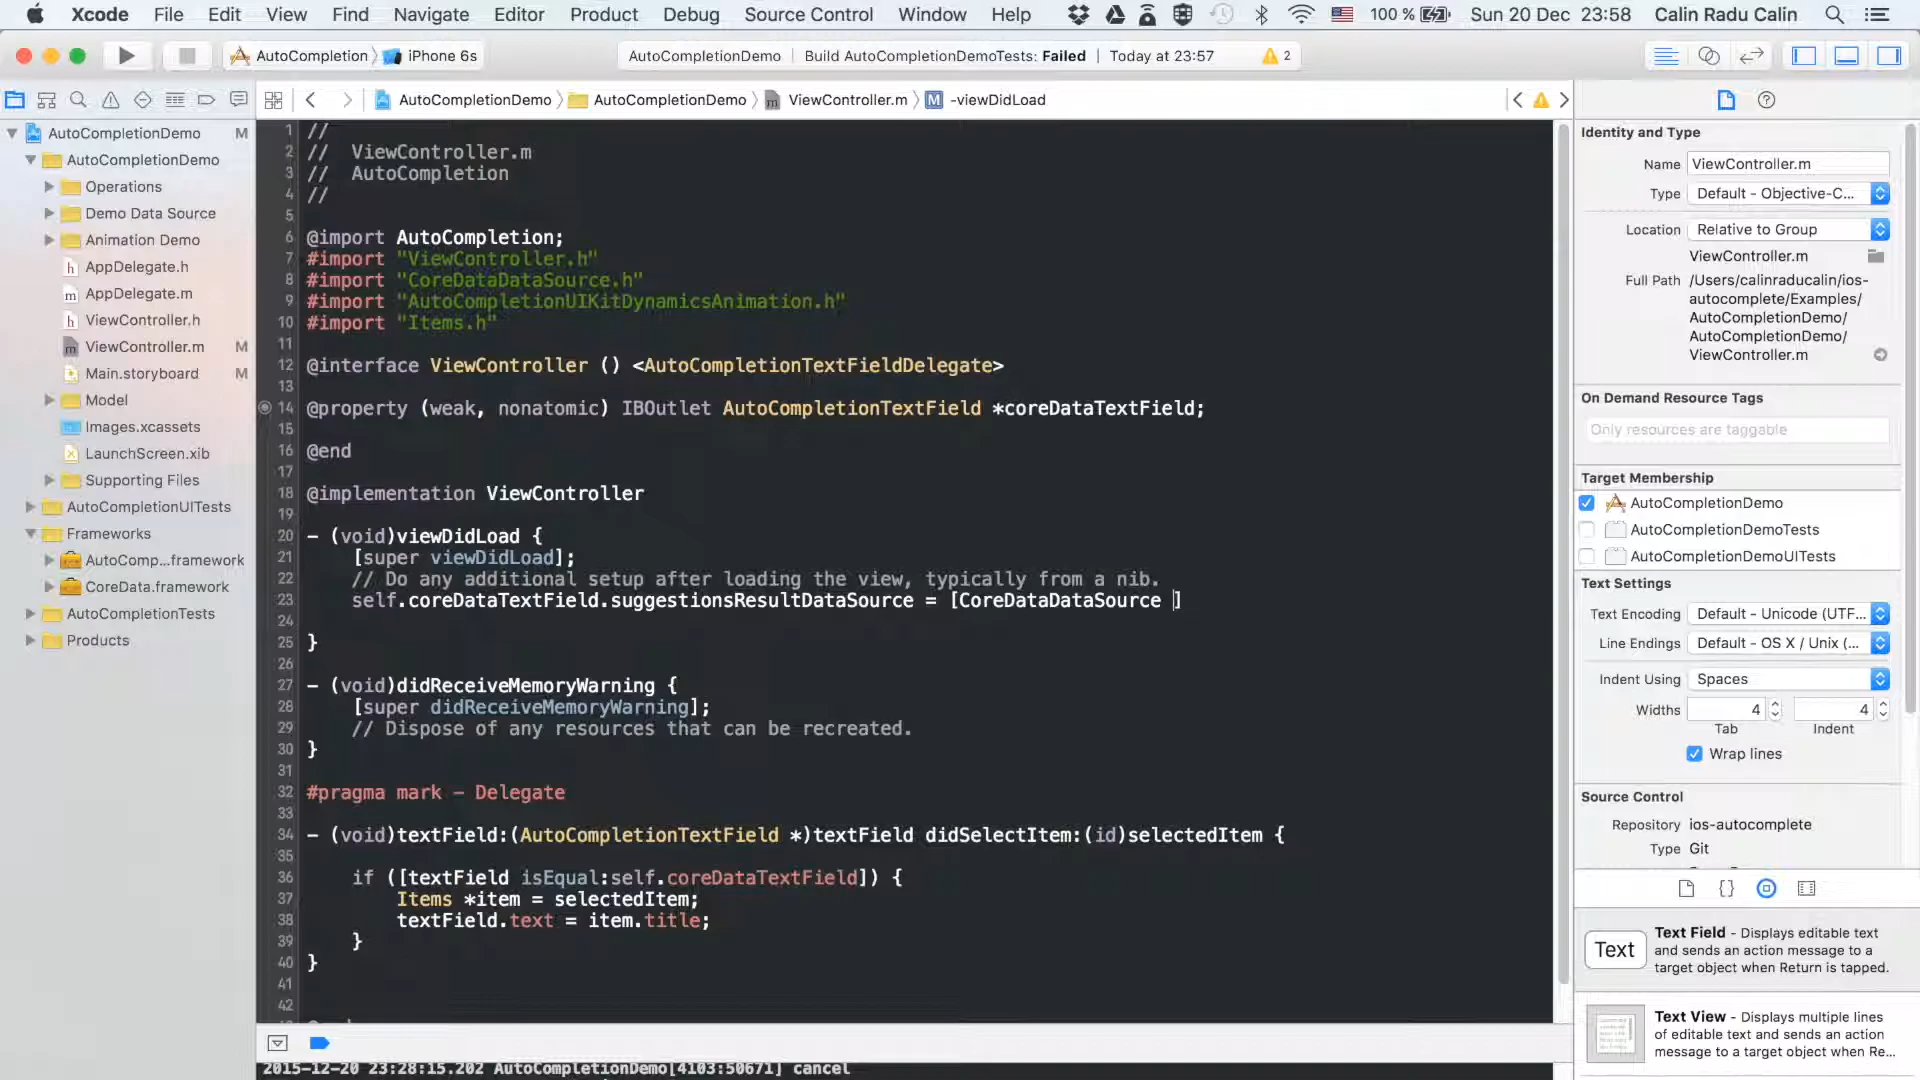 Xcode File Edit View Find Navigate Editor Product Debug Source Control Window Help 100 % Sun 20 Dec 23:58 Calin Radu Calin
AutoCompletion iPhone 6s AutoCompletionDemo Build AutoCompletionDemoTests: Failed Today at 23:57 2
AutoCompletionDemo AutoCompletionDemo ViewController.m M -viewDidLoad
AutoCompletionDemo M
AutoCompletionDemo
Operations
Demo Data Source
Animation Demo
h AppDelegate.h
m AppDelegate.m
h ViewController.h
m ViewController.m M
Main.storyboard M
Model
Images.xcassets
LaunchScreen.xib
Supporting Files
AutoCompletionUITests
Frameworks
AutoComp...framework
CoreData.framework
AutoCompletionTests
Products
1 //
2 //  ViewController.m
3 //  AutoCompletion
4 //
5
6 @import AutoCompletion;
7 #import "ViewController.h"
8 #import "CoreDataDataSource.h"
9 #import "AutoCompletionUIKitDynamicsAnimation.h"
10 #import "Items.h"
11
12 @interface ViewController () <AutoCompletionTextFieldDelegate>
13
14 @property (weak, nonatomic) IBOutlet AutoCompletionTextField *coreDataTextField;
15
16 @end
17
18 @implementation ViewController
19
20 - (void)viewDidLoad {
21     [super viewDidLoad];
22     // Do any additional setup after loading the view, typically from a nib.
23     self.coreDataTextField.suggestionsResultDataSource = [CoreDataDataSource ]
24
25 }
26
27 - (void)didReceiveMemoryWarning {
28     [super didReceiveMemoryWarning];
29     // Dispose of any resources that can be recreated.
30 }
31
32 #pragma mark - Delegate
33
34 - (void)textField:(AutoCompletionTextField *)textField didSelectItem:(id)selectedItem {
35
36     if ([textField isEqual:self.coreDataTextField]) {
37         Items *item = selectedItem;
38         textField.text = item.title;
39     }
40 }
41
42
2015-12-20 23:28:15.202 AutoCompletionDemo[4103:50671] cancel
Identity and Type
Name ViewController.m
Type Default - Objective-C...
Location Relative to Group
ViewController.m
Full Path /Users/calinraducalin/ios-
autocomplete/Examples/
AutoCompletionDemo/
AutoCompletionDemo/
ViewController.m
On Demand Resource Tags
Only resources are taggable
Target Membership
AutoCompletionDemo
AutoCompletionDemoTests
AutoCompletionDemoUITests
Text Settings
Text Encoding Default - Unicode (UTF...
Line Endings Default - OS X / Unix (...
Indent Using Spaces
Widths 4 4
Tab Indent
Wrap lines
Source Control
Repository ios-autocomplete
Type Git
Text
Text Field - Displays editable text
and sends an action message to a
target object when Return is tapped.
Text View - Displays multiple lines
of editable text and sends an action
message to a target object when Re...